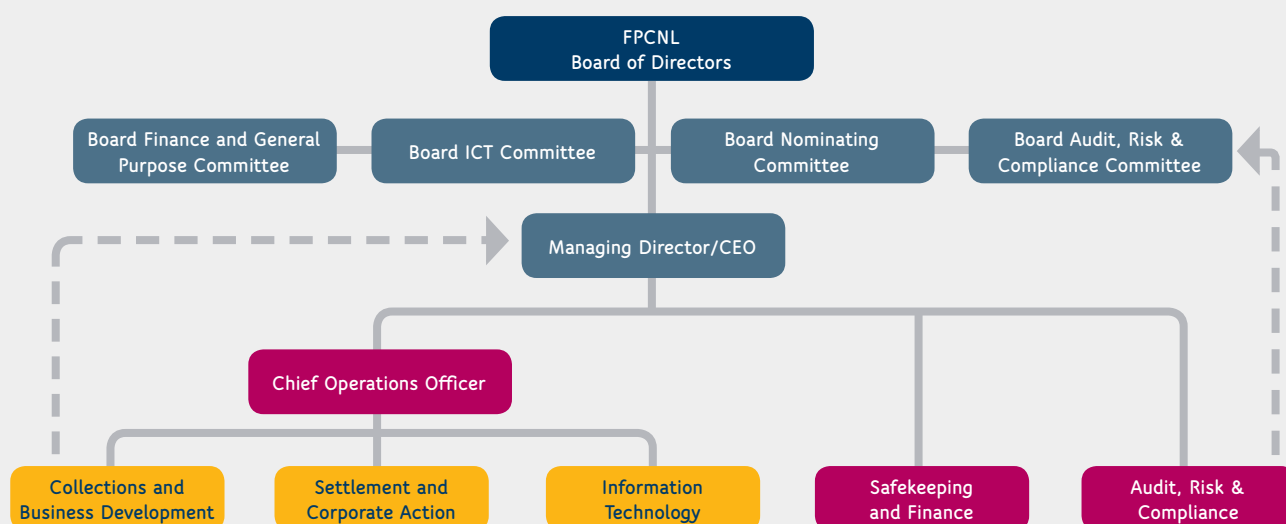 FPCNL
Board of Directors
Board Finance and General
Purpose Committee
Board ICT Committee
Board Nominating
Committee
Board Audit, Risk &
Compliance Committee
Managing Director/CEO
Chief Operations Officer
Collections and
Business Development
Settlement and
Corporate Action
Information
Technology
Safekeeping
and Finance
Audit, Risk &
Compliance